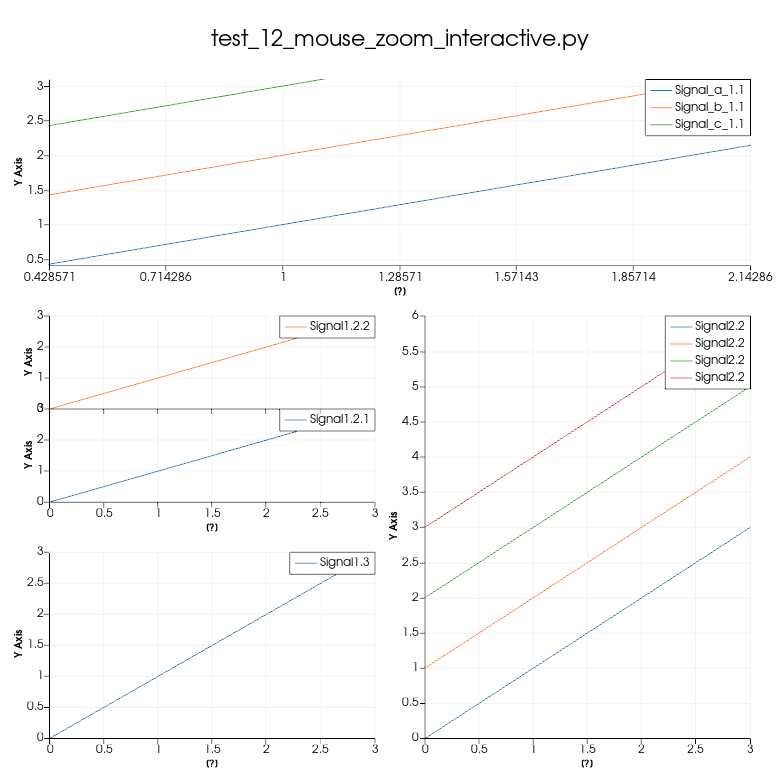 test_12_mouse_zoom_interactive.py
3
2.5
2
1.5
1
0.5
Y Axis
0.428571 0.714286 1 1.28571 1.57143 1.85714 2.14286
(?)
Signal_a_1.1
Signal_b_1.1
Signal_c_1.1
3
2
1
0
Y Axis
Signal1.2.2
3
2
1
0
Y Axis
Signal1.2.1
0 0.5 1 1.5 2 2.5 3
(?)
3
2.5
2
1.5
1
0.5
0
Y Axis
Signal1.3
0 0.5 1 1.5 2 2.5 3
(?)
6
5.5
5
4.5
4
3.5
3
2.5
2
1.5
1
0.5
0
Y Axis
Signal2.2
Signal2.2
Signal2.2
Signal2.2
0 0.5 1 1.5 2 2.5 3
(?)